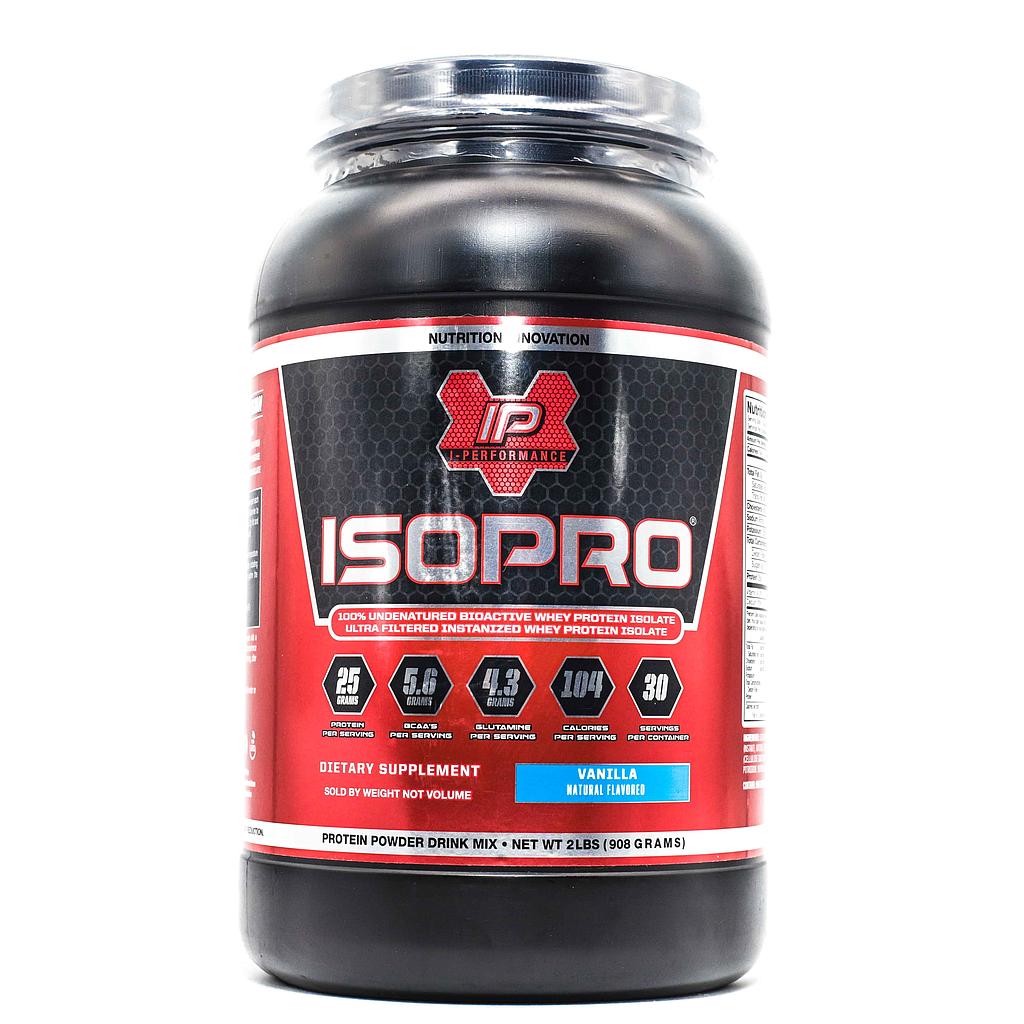 NUTRITION NNOVATION
IP
I-PERFORMANCE
ISOPRO®
100% UNDENATURED BIOACTIVE WHEY PROTEIN ISOLATE
ULTRA FILTERED INSTANIZED WHEY PROTEIN ISOLATE
25 GRAMS
PROTEIN PER SERVING
5.6 GRAMS
BCAA'S PER SERVING
4.3 GRAMS
GLUTAMINE PER SERVING
104
CALORIES PER SERVING
30
SERVINGS PER CONTAINER
DIETARY SUPPLEMENT
SOLD BY WEIGHT NOT VOLUME
VANILLA
NATURAL FLAVORED
PROTEIN POWDER DRINK MIX • NET WT 2LBS (908 GRAMS)